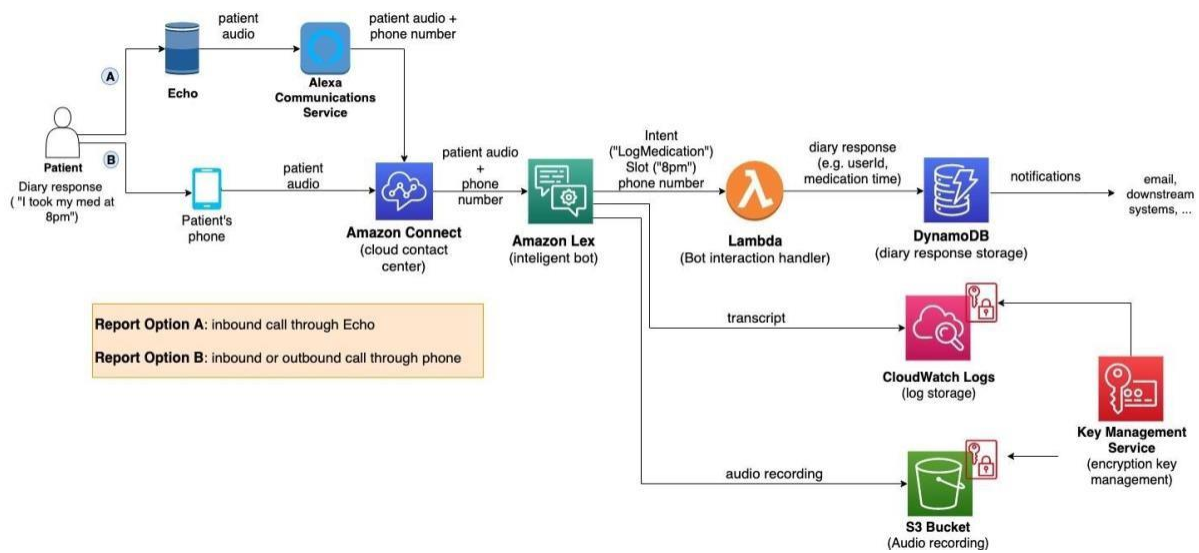 patient
audio
patient audio +
phone number
A
Echo
Alexa
Communications
Service
B
Patient
Diary response
( "I took my med at
8pm")
Patient's
phone
patient
audio
Amazon Connect
(cloud contact
center)
patient audio
+
phone
number
Amazon Lex
(inteligent bot)
Intent
("LogMedication")
Slot ("8pm")
phone number
Lambda
(Bot interaction handler)
diary response
(e.g. userId,
medication time)
DynamoDB
(diary response storage)
notifications
email,
downstream
systems, ...
Report Option A: inbound call through Echo
Report Option B: inbound or outbound call through phone
transcript
CloudWatch Logs
(log storage)
Key Management
Service
(encryption key
management)
audio recording
S3 Bucket
(Audio recording)